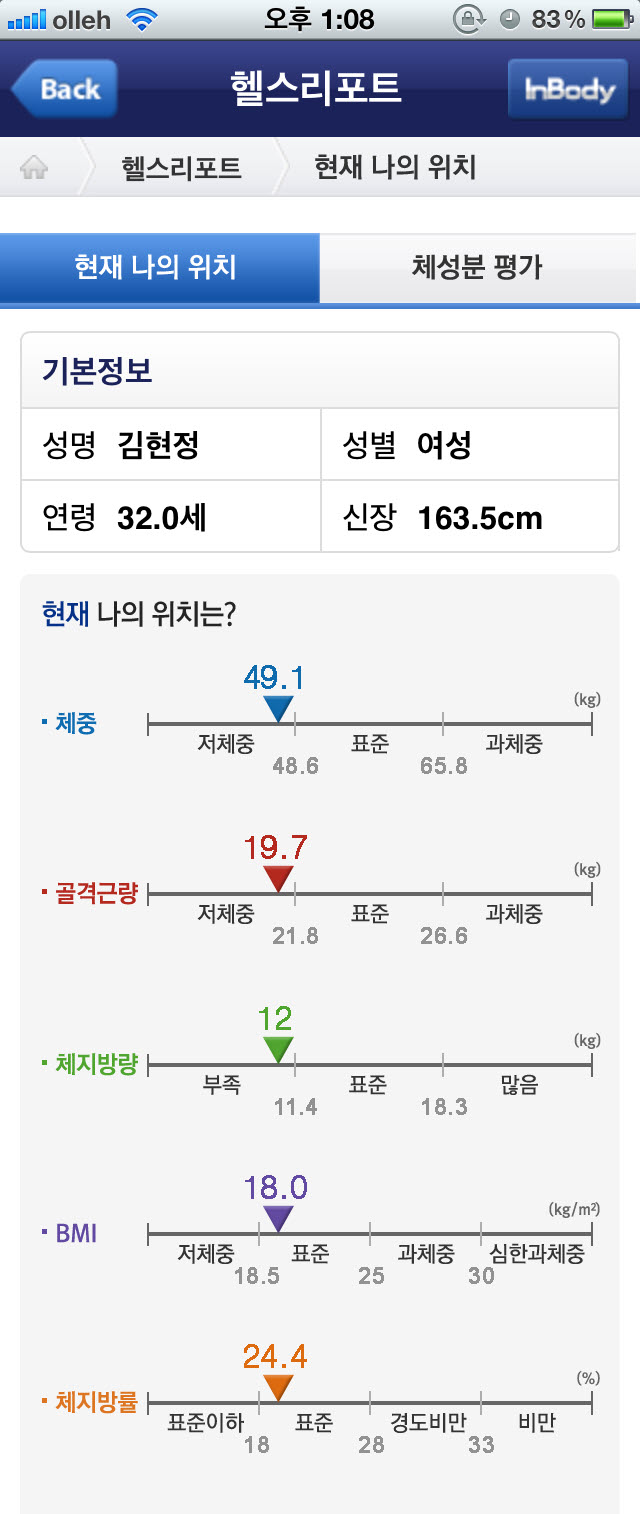 olleh 오후 1:08 83%
Back 헬스리포트 InBody
헬스리포트 현재 나의 위치
현재 나의 위치 체성분 평가
기본정보
성명 김현정 성별 여성
연령 32.0세 신장 163.5cm
현재 나의 위치는?
49.1
(kg)
체중
저체중 표준 과체중
48.6 65.8
19.7
(kg)
골격근량
저체중 표준 과체중
21.8 26.6
12
(kg)
체지방량
부족 표준 많음
11.4 18.3
18.0
(kg/m²)
BMI
저체중 표준 과체중 심한과체중
18.5 25 30
24.4
(%)
체지방률
표준이하 표준 경도비만 비만
18 28 33